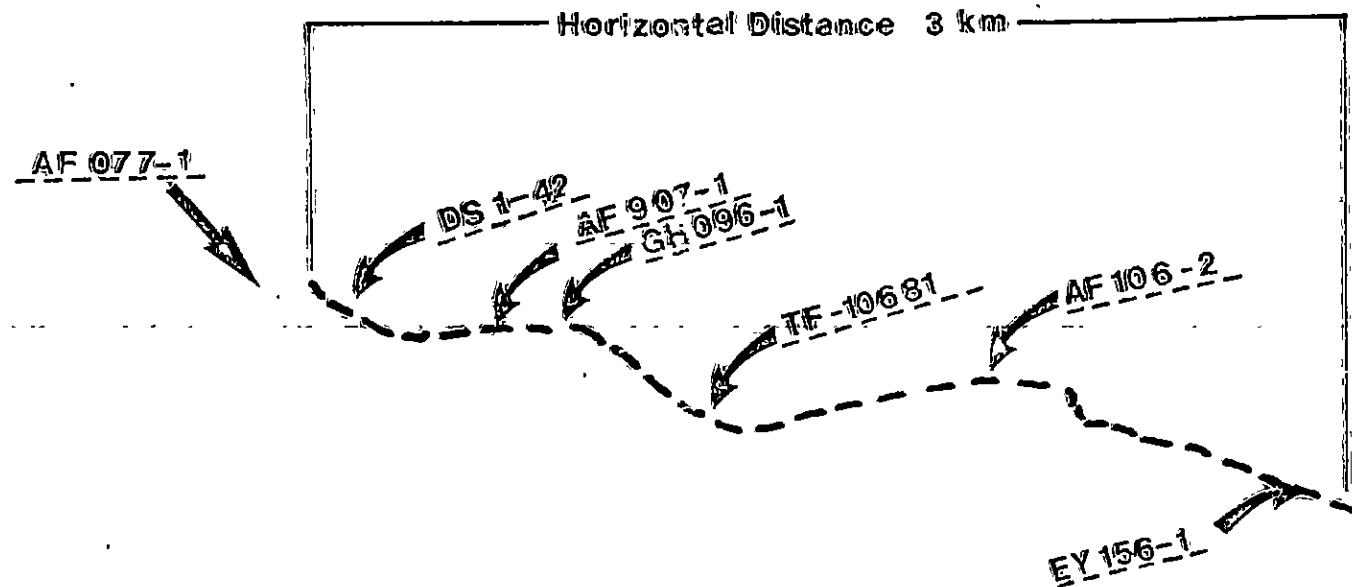 Horizontal Distance 3 km
AF 077-1
DS 1-42
AF 907-1
GH 096-1
TF-10681
AF 106-2
EY 156-1